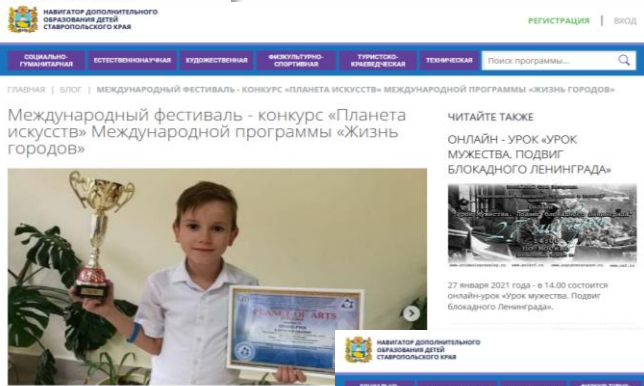 НАВИГАТОР ДОПОЛНИТЕЛЬНОГО
ОБРАЗОВАНИЯ ДЕТЕЙ
СТАВРОПОЛЬСКОГО КРАЯ
РЕГИСТРАЦИЯ | ВХОД
СОЦИАЛЬНО-
ГУМАНИТАРНАЯ
ЕСТЕСТВЕННОНАУЧНАЯ
ХУДОЖЕСТВЕННАЯ
ФИЗКУЛЬТУРНО-
СПОРТИВНАЯ
ТУРИСТСКО-
КРАЕВЕДЧЕСКАЯ
ТЕХНИЧЕСКАЯ
Поиск программы...
ГЛАВНАЯ | БЛОГ | МЕЖДУНАРОДНЫЙ ФЕСТИВАЛЬ - КОНКУРС «ПЛАНЕТА ИСКУССТВ» МЕЖДУНАРОДНОЙ ПРОГРАММЫ «ЖИЗНЬ ГОРОДОВ»
Международный фестиваль - конкурс «Планета
искусств» Международной программы «Жизнь
городов»
PLANET OF ARTS
ЧИТАЙТЕ ТАКЖЕ
ОНЛАЙН - УРОК «УРОК
МУЖЕСТВА. ПОДВИГ
БЛОКАДНОГО ЛЕНИНГРАДА»
27 января 2021 года - в 14.00 состоится
онлайн-урок «Урок мужества. Подвиг
блокадного Ленинграда».
НАВИГАТОР ДОПОЛНИТЕЛЬНОГО
ОБРАЗОВАНИЯ ДЕТЕЙ
СТАВРОПОЛЬСКОГО КРАЯ